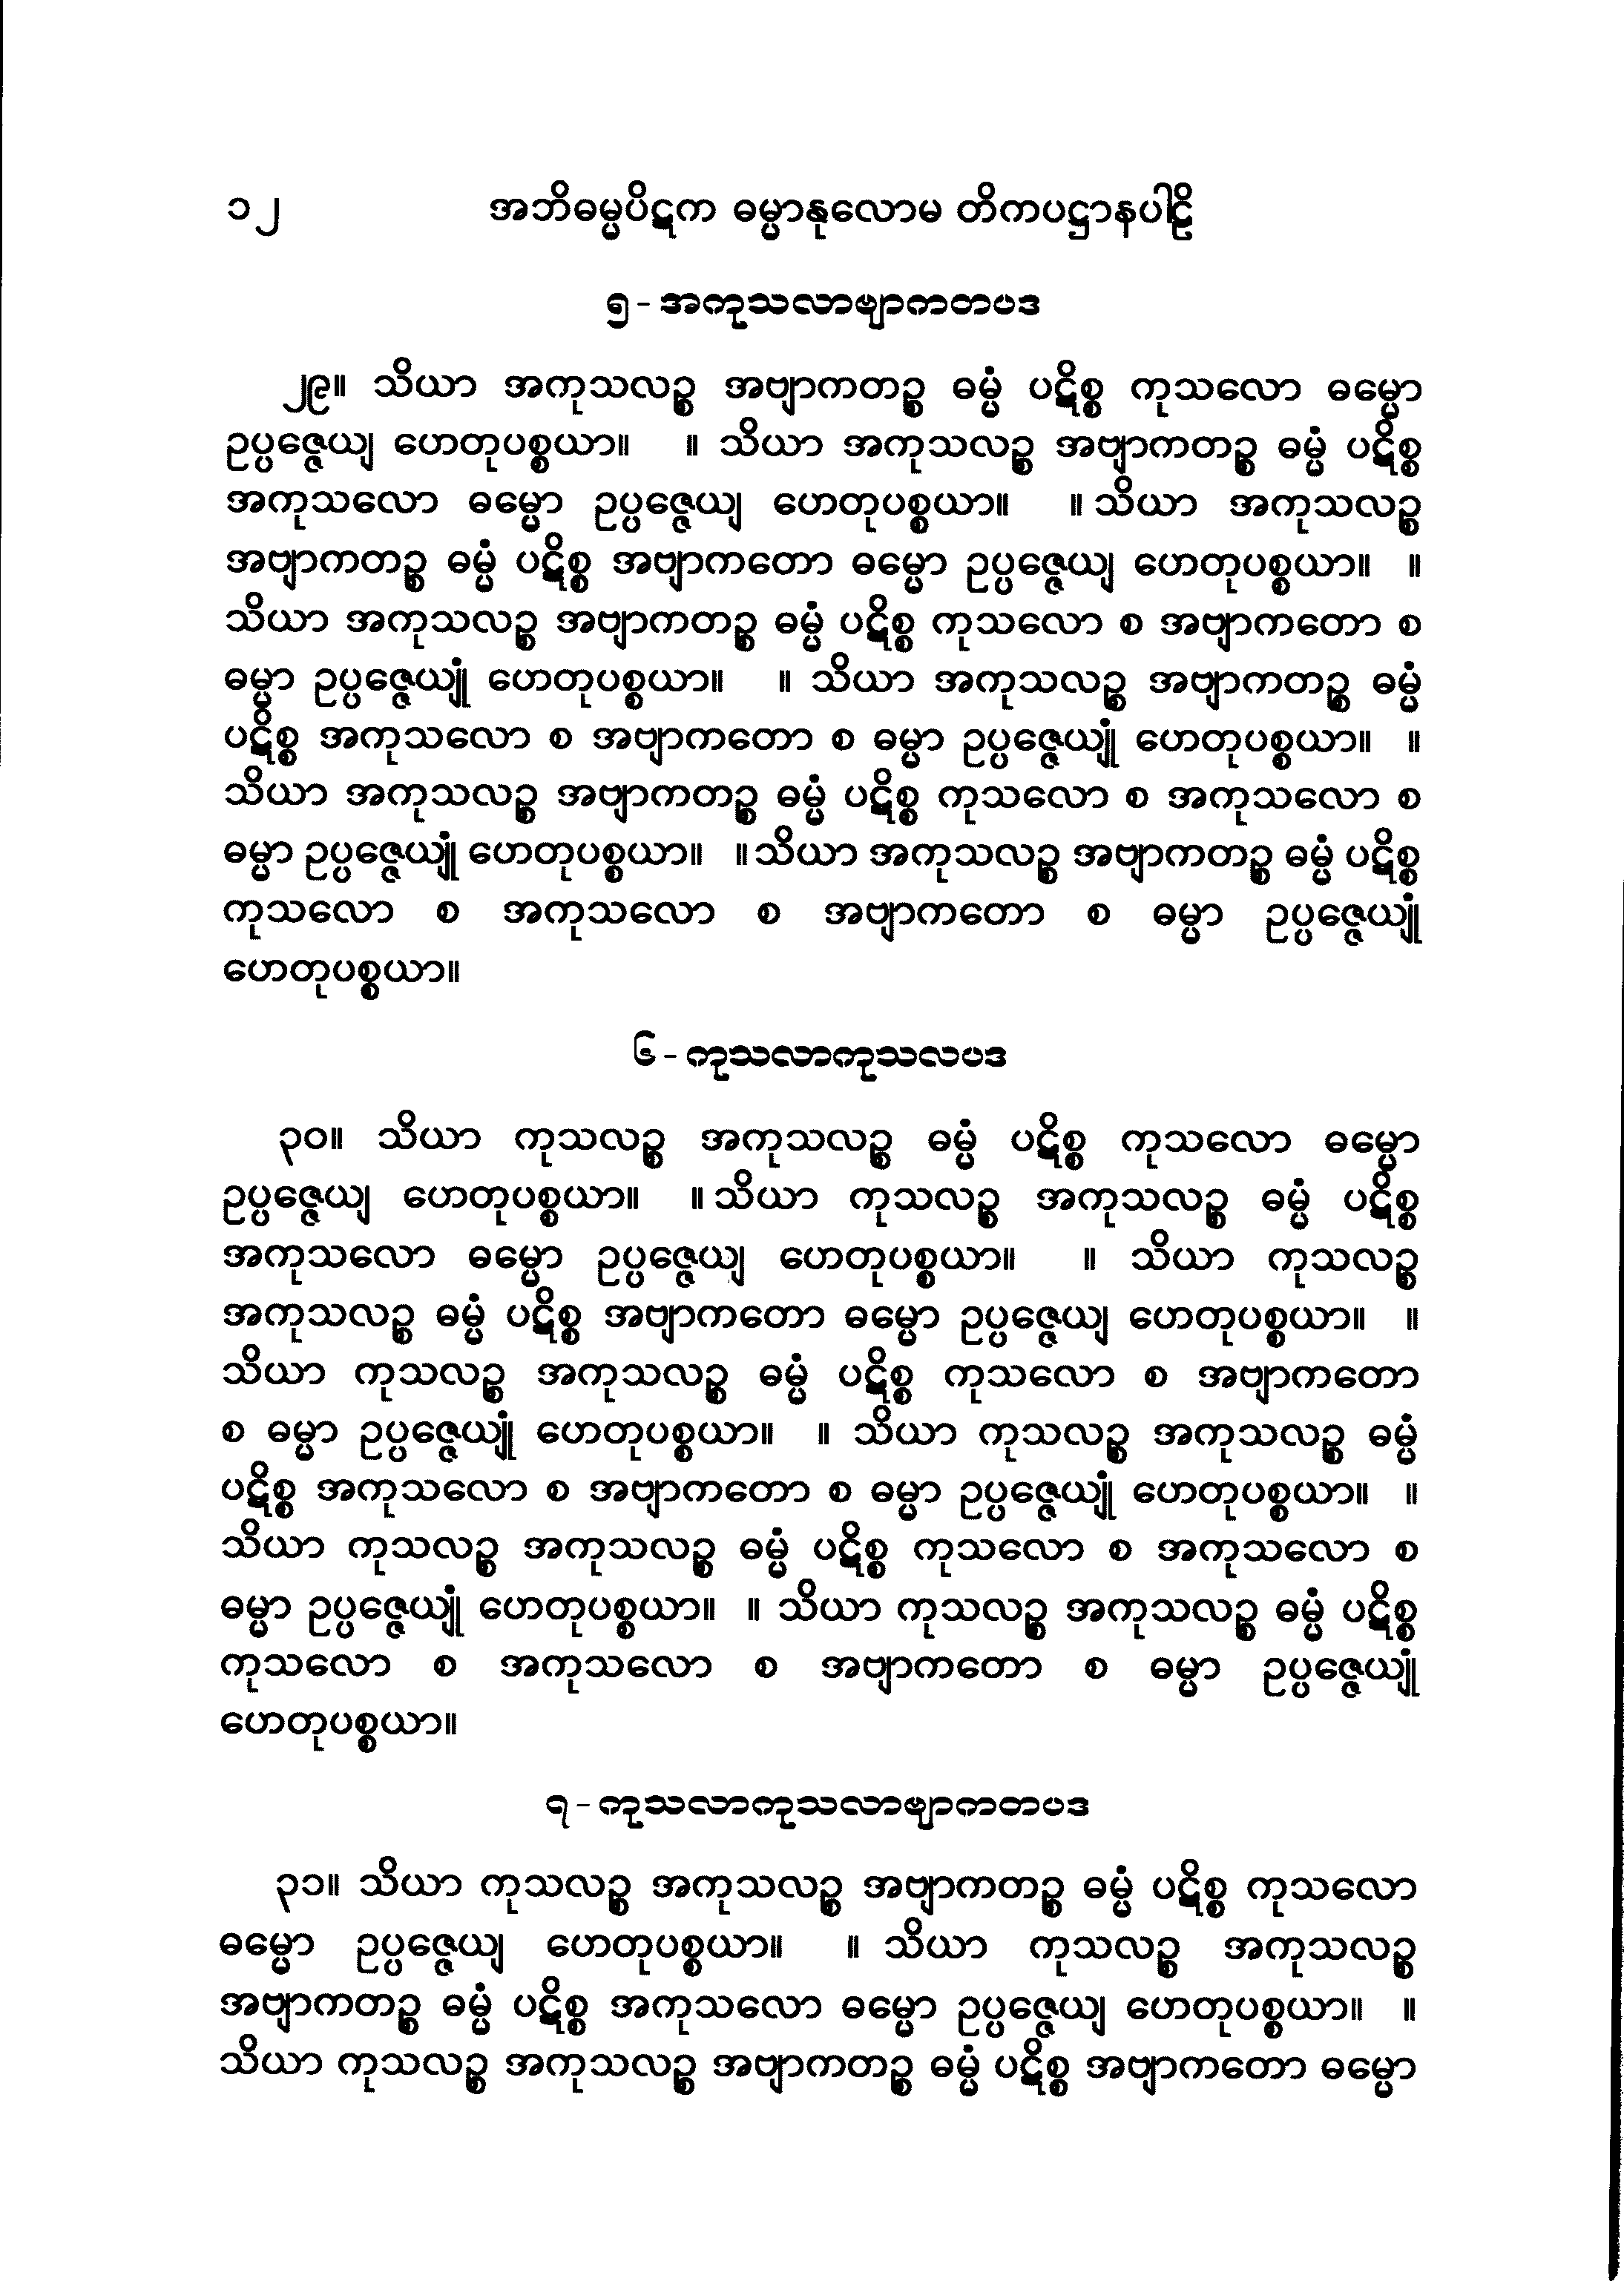 ၁၂ အဘိဓမ္မပိဋက ဓမ္မာနုလောမ တိကပဋ္ဌာနပါဠိ
၅ - အကုသလာဗျာကတပဒ
၂၉။ သိယာ အကုသလဉ္စ အဗျာကတဉ္စ ဓမ္မံ ပဋိစ္စ ကုသလော ဓမ္မော
ဥပ္ပဇ္ဇေယျ ဟေတုပစ္စယာ။ ။ သိယာ အကုသလဉ္စ အဗျာကတဉ္စ ဓမ္မံ ပဋိစ္စ
အကုသလော ဓမ္မော ဥပ္ပဇ္ဇေယျ ဟေတုပစ္စယာ။ ။ သိယာ အကုသလဉ္စ
အဗျာကတဉ္စ ဓမ္မံ ပဋိစ္စ အဗျာကတော ဓမ္မော ဥပ္ပဇ္ဇေယျ ဟေတုပစ္စယာ။ ။
သိယာ အကုသလဉ္စ အဗျာကတဉ္စ ဓမ္မံ ပဋိစ္စ ကုသလော စ အဗျာကတော စ
ဓမ္မာ ဥပ္ပဇ္ဇေယျုံ ဟေတုပစ္စယာ။ ။ သိယာ အကုသလဉ္စ အဗျာကတဉ္စ ဓမ္မံ
ပဋိစ္စ အကုသလော စ အဗျာကတော စ ဓမ္မာ ဥပ္ပဇ္ဇေယျုံ ဟေတုပစ္စယာ။ ။
သိယာ အကုသလဉ္စ အဗျာကတဉ္စ ဓမ္မံ ပဋိစ္စ ကုသလော စ အကုသလော စ
ဓမ္မာ ဥပ္ပဇ္ဇေယျုံ ဟေတုပစ္စယာ။ ။ သိယာ အကုသလဉ္စ အဗျာကတဉ္စ ဓမ္မံ ပဋိစ္စ
ကုသလော စ အကုသလော စ အဗျာကတော စ ဓမ္မာ ဥပ္ပဇ္ဇေယျုံ
ဟေတုပစ္စယာ။
၆ - ကုသလာကုသလပဒ
၃၀။ သိယာ ကုသလဉ္စ အကုသလဉ္စ ဓမ္မံ ပဋိစ္စ ကုသလော ဓမ္မော
ဥပ္ပဇ္ဇေယျ ဟေတုပစ္စယာ။ ။ သိယာ ကုသလဉ္စ အကုသလဉ္စ ဓမ္မံ ပဋိစ္စ
အကုသလော ဓမ္မော ဥပ္ပဇ္ဇေယျ ဟေတုပစ္စယာ။ ။ သိယာ ကုသလဉ္စ
အကုသလဉ္စ ဓမ္မံ ပဋိစ္စ အဗျာကတော ဓမ္မော ဥပ္ပဇ္ဇေယျ ဟေတုပစ္စယာ။ ။
သိယာ ကုသလဉ္စ အကုသလဉ္စ ဓမ္မံ ပဋိစ္စ ကုသလော စ အဗျာကတော
စ ဓမ္မာ ဥပ္ပဇ္ဇေယျုံ ဟေတုပစ္စယာ။ ။ သိယာ ကုသလဉ္စ အကုသလဉ္စ ဓမ္မံ
ပဋိစ္စ အကုသလော စ အဗျာကတော စ ဓမ္မာ ဥပ္ပဇ္ဇေယျုံ ဟေတုပစ္စယာ။ ။
သိယာ ကုသလဉ္စ အကုသလဉ္စ ဓမ္မံ ပဋိစ္စ ကုသလော စ အကုသလော စ
ဓမ္မာ ဥပ္ပဇ္ဇေယျုံ ဟေတုပစ္စယာ။ ။ သိယာ ကုသလဉ္စ အကုသလဉ္စ ဓမ္မံ ပဋိစ္စ
ကုသလော စ အကုသလော စ အဗျာကတော စ ဓမ္မာ ဥပ္ပဇ္ဇေယျုံ
ဟေတုပစ္စယာ။
၇ - ကုသလာကုသလာဗျာကတပဒ
၃၁။ သိယာ ကုသလဉ္စ အကုသလဉ္စ အဗျာကတဉ္စ ဓမ္မံ ပဋိစ္စ ကုသလော
ဓမ္မော ဥပ္ပဇ္ဇေယျ ဟေတုပစ္စယာ။ ။ သိယာ ကုသလဉ္စ အကုသလဉ္စ
အဗျာကတဉ္စ ဓမ္မံ ပဋိစ္စ အကုသလော ဓမ္မော ဥပ္ပဇ္ဇေယျ ဟေတုပစ္စယာ။ ။
သိယာ ကုသလဉ္စ အကုသလဉ္စ အဗျာကတဉ္စ ဓမ္မံ ပဋိစ္စ အဗျာကတော ဓမ္မော